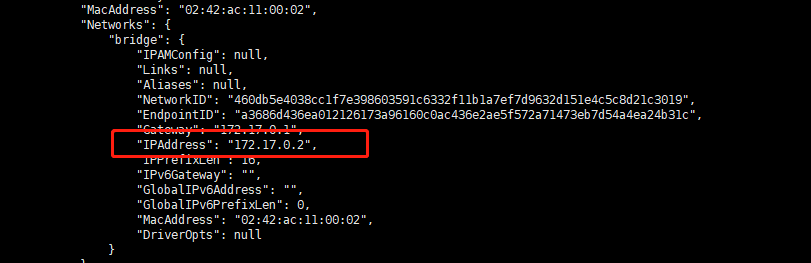 "MacAddress": "02:42:ac:11:00:02",
"Networks": {
"bridge": {
"IPAMConfig": null,
"Links": null,
"Aliases": null,
"NetworkID": "460db5e4038cc1f7e398603591c6332f11b1a7ef7d9632d151e4c5c8d21c3019",
"EndpointID": "a3686d436ea012126173a96160c0ac436e2ae5f572a71473eb7d54a4ea24b31c",
"Gateway": "172.17.0.1",
"IPAddress": "172.17.0.2",
"IPPrefixLen": 16,
"IPv6Gateway": "",
"GlobalIPv6Address": "",
"GlobalIPv6PrefixLen": 0,
"MacAddress": "02:42:ac:11:00:02",
"DriverOpts": null
}
}